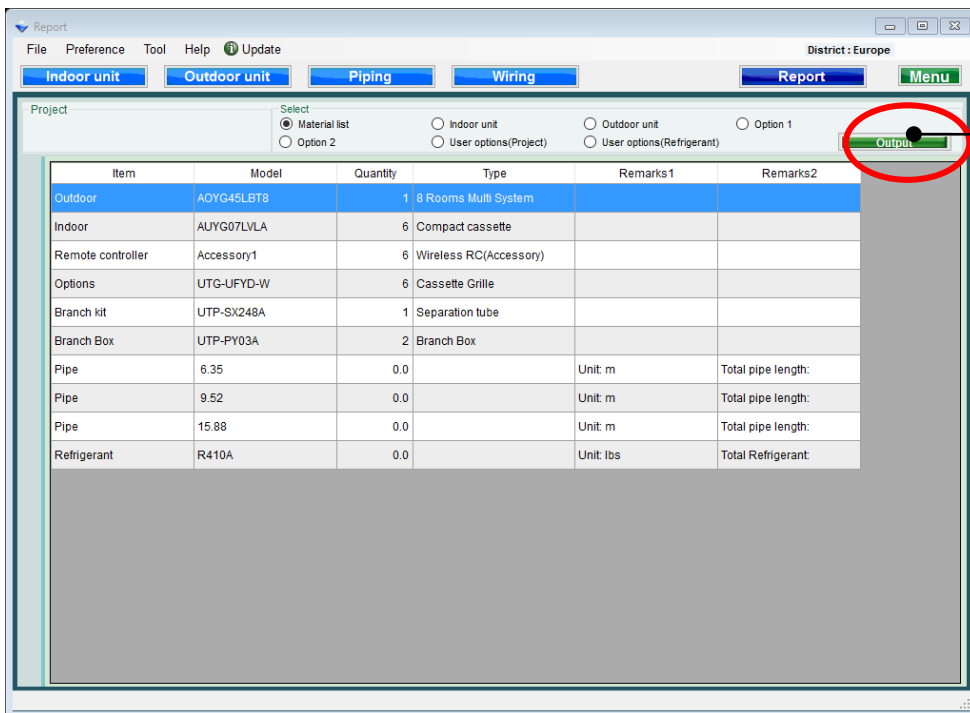 Report
File Preference Tool Help Update District : Europe
Indoor unit Outdoor unit Piping Wiring Report Menu
Project Select
Material list Indoor unit Outdoor unit Option 1
Option 2 User options(Project) User options(Refrigerant) Output
Item Model Quantity Type Remarks1 Remarks2
Outdoor AOYG45LBT8 1 8 Rooms Multi System
Indoor AUYG07LVLA 6 Compact cassette
Remote controller Accessory1 6 Wireless RC(Accessory)
Options UTG-UFYD-W 6 Cassette Grille
Branch kit UTP-SX248A 1 Separation tube
Branch Box UTP-PY03A 2 Branch Box
Pipe 6.35 0.0 Unit: m Total pipe length:
Pipe 9.52 0.0 Unit: m Total pipe length:
Pipe 15.88 0.0 Unit: m Total pipe length:
Refrigerant R410A 0.0 Unit: lbs Total Refrigerant: